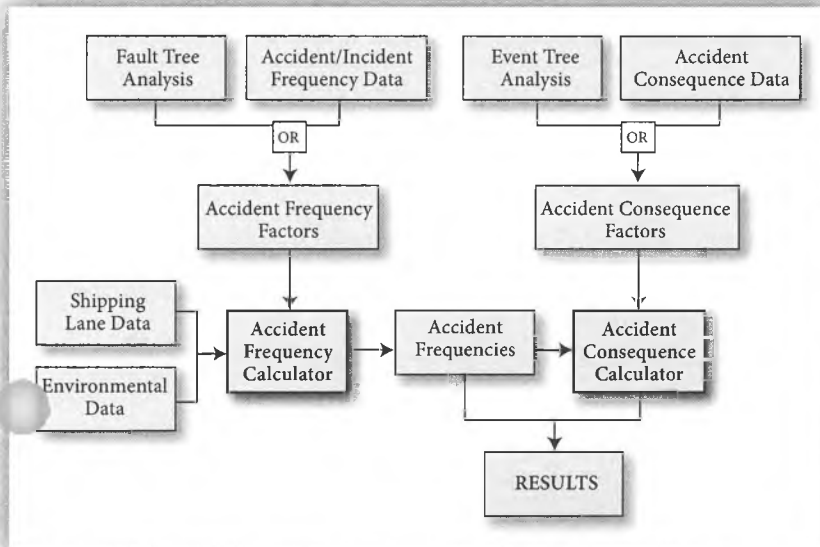 Fault Tree
Analysis
Accident/Incident
Frequency Data
Event Tree
Analysis
Accident
Consequence Data
OR
OR
Accident Frequency
Factors
Accident Consequence
Factors
Shipping
Lane Data
Environmental
Data
Accident
Frequency
Calculator
Accident
Frequencies
Accident
Consequence
Calculator
RESULTS